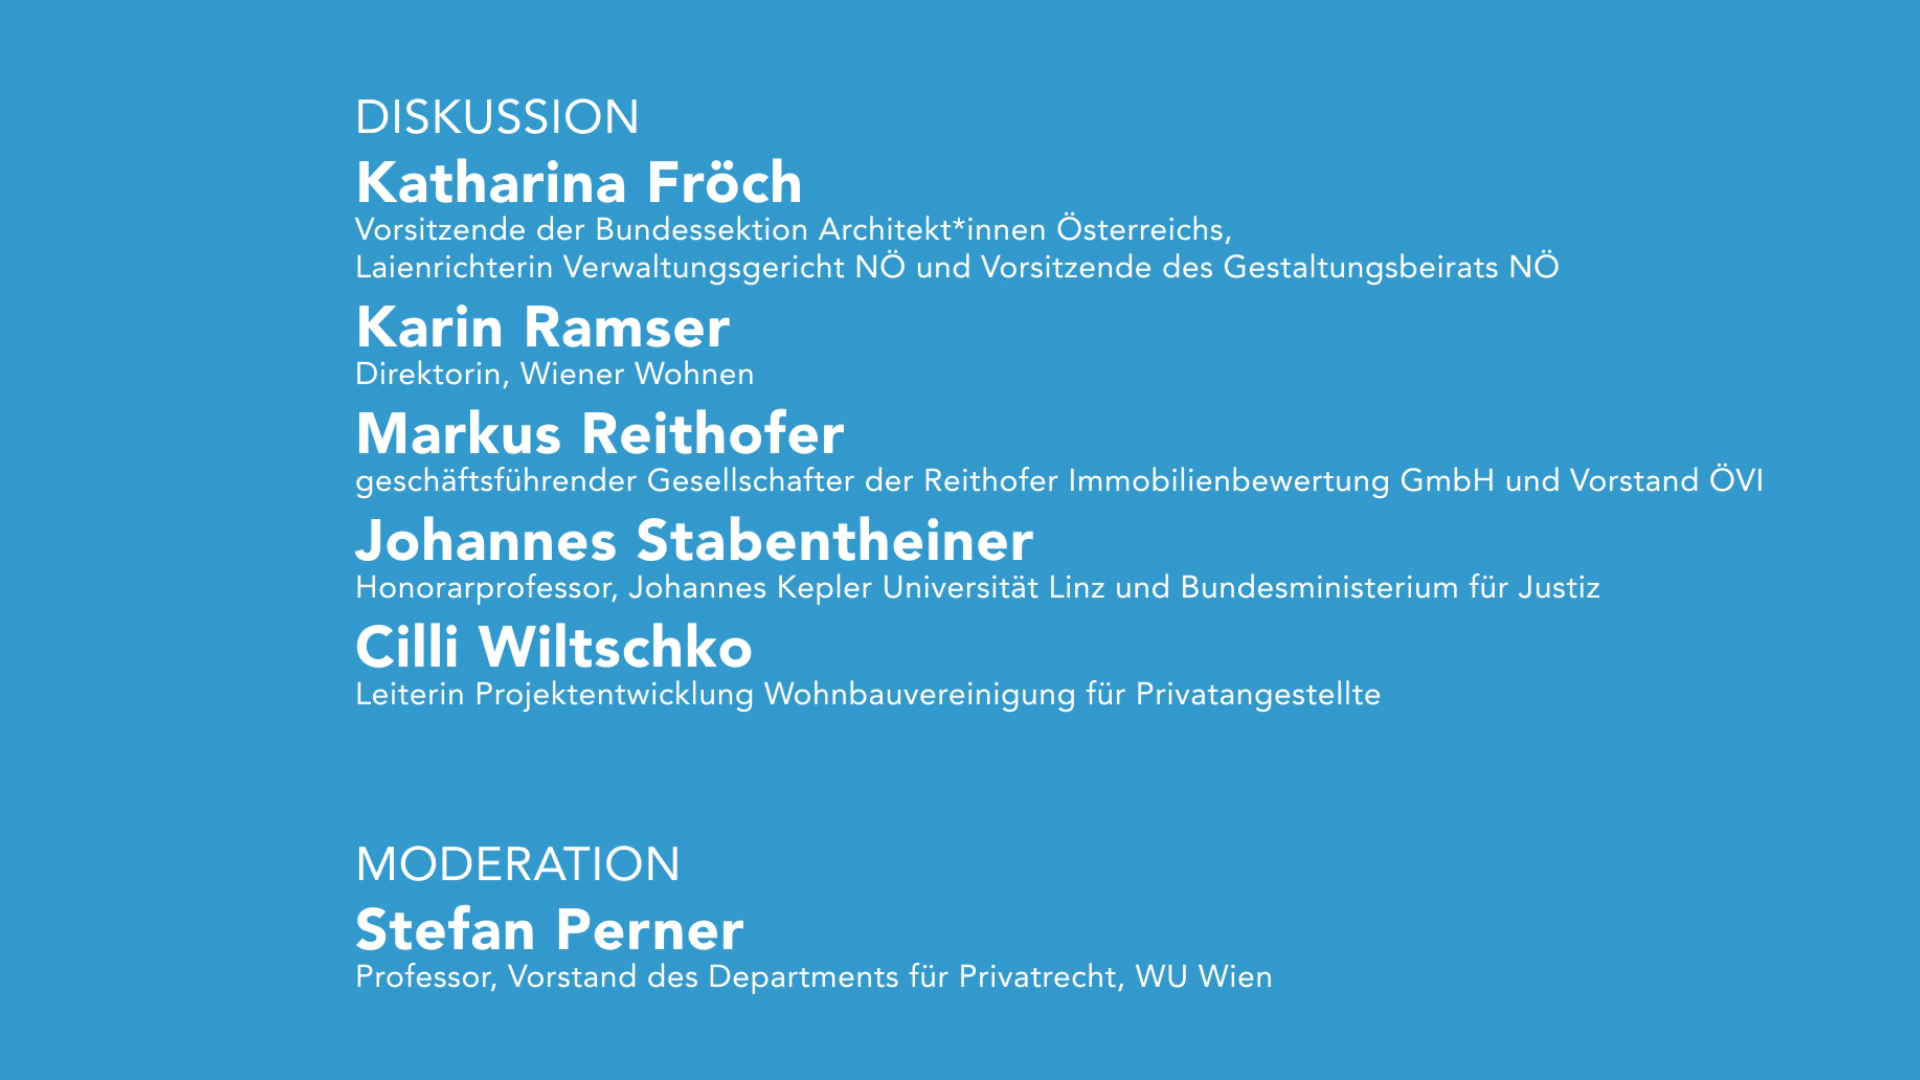 DISKUSSION
Katharina Fröch
Vorsitzende der Bundessektion Architekt*innen Österreichs,
Laienrichterin Verwaltungsgericht NÖ und Vorsitzende des Gestaltungsbeirats NÖ
Karin Ramser
Direktorin, Wiener Wohnen
Markus Reithofer
geschäftsführender Gesellschafter der Reithofer Immobilienbewertung GmbH und Vorstand ÖVI
Johannes Stabentheiner
Honorarprofessor, Johannes Kepler Universität Linz und Bundesministerium für Justiz
Cilli Wiltschko
Leiterin Projektentwicklung Wohnbauvereinigung für Privatangestellte
MODERATION
Stefan Perner
Professor, Vorstand des Departments für Privatrecht, WU Wien